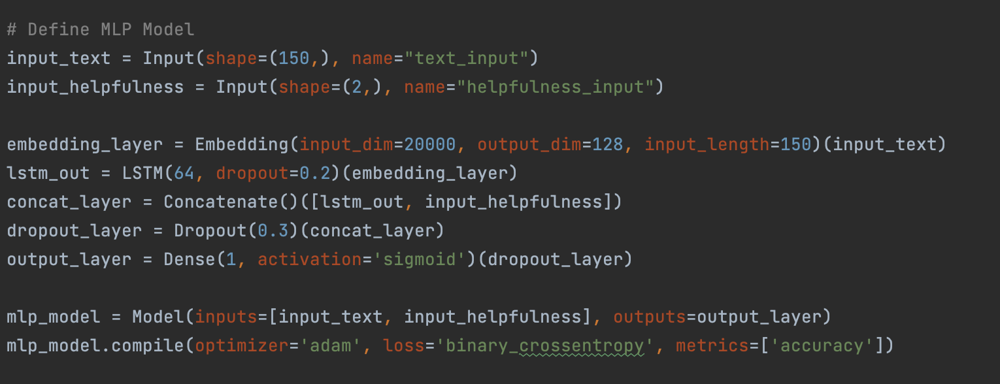 # Define MLP Model
input_text = Input(shape=(150,), name="text_input")
input_helpfulness = Input(shape=(2,), name="helpfulness_input")
embedding_layer = Embedding(input_dim=20000, output_dim=128, input_length=150)(input_text)
lstm_out = LSTM(64, dropout=0.2)(embedding_layer)
concat_layer = Concatenate()([lstm_out, input_helpfulness])
dropout_layer = Dropout(0.3)(concat_layer)
output_layer = Dense(1, activation='sigmoid')(dropout_layer)
mlp_model = Model(inputs=[input_text, input_helpfulness], outputs=output_layer)
mlp_model.compile(optimizer='adam', loss='binary_crossentropy', metrics=['accuracy'])